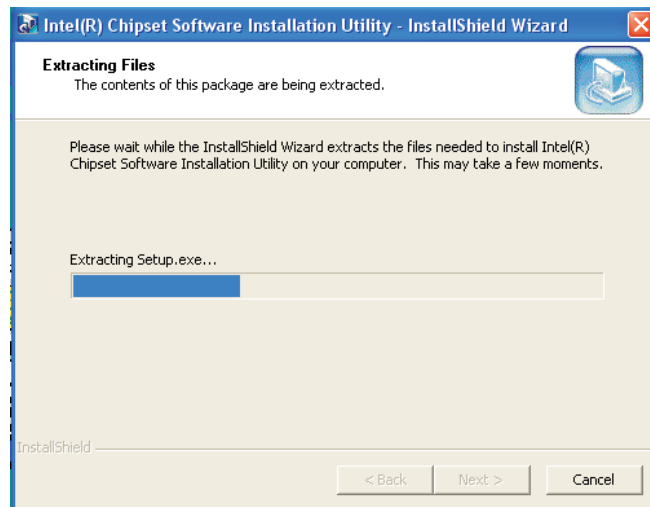 Intel(R) Chipset Software Installation Utility - InstallShield Wizard
Extracting Files
The contents of this package are being extracted.
Please wait while the InstallShield Wizard extracts the files needed to install Intel(R)
Chipset Software Installation Utility on your computer.  This may take a few moments.
Extracting Setup.exe...
InstallShield
< Back
Next >
Cancel